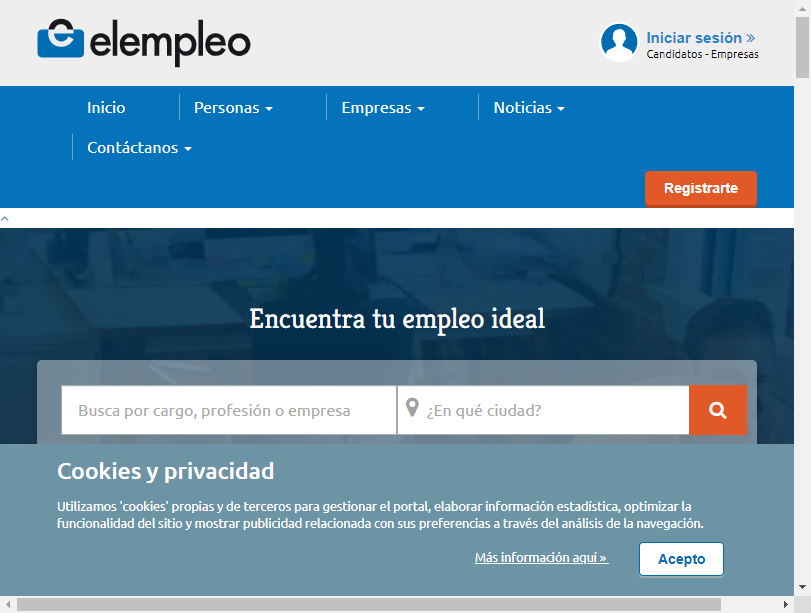 elempleo
Iniciar sesión »
Candidatos - Empresas
Inicio
Personas
Empresas
Noticias
Contáctanos
Registrarte
Encuentra tu empleo ideal
Busca por cargo, profesión o empresa
¿En qué ciudad?
Cookies y privacidad
Utilizamos 'cookies' propias y de terceros para gestionar el portal, elaborar información estadística, optimizar la
funcionalidad del sitio y mostrar publicidad relacionada con sus preferencias a través del análisis de la navegación.
Más información aquí »
Acepto